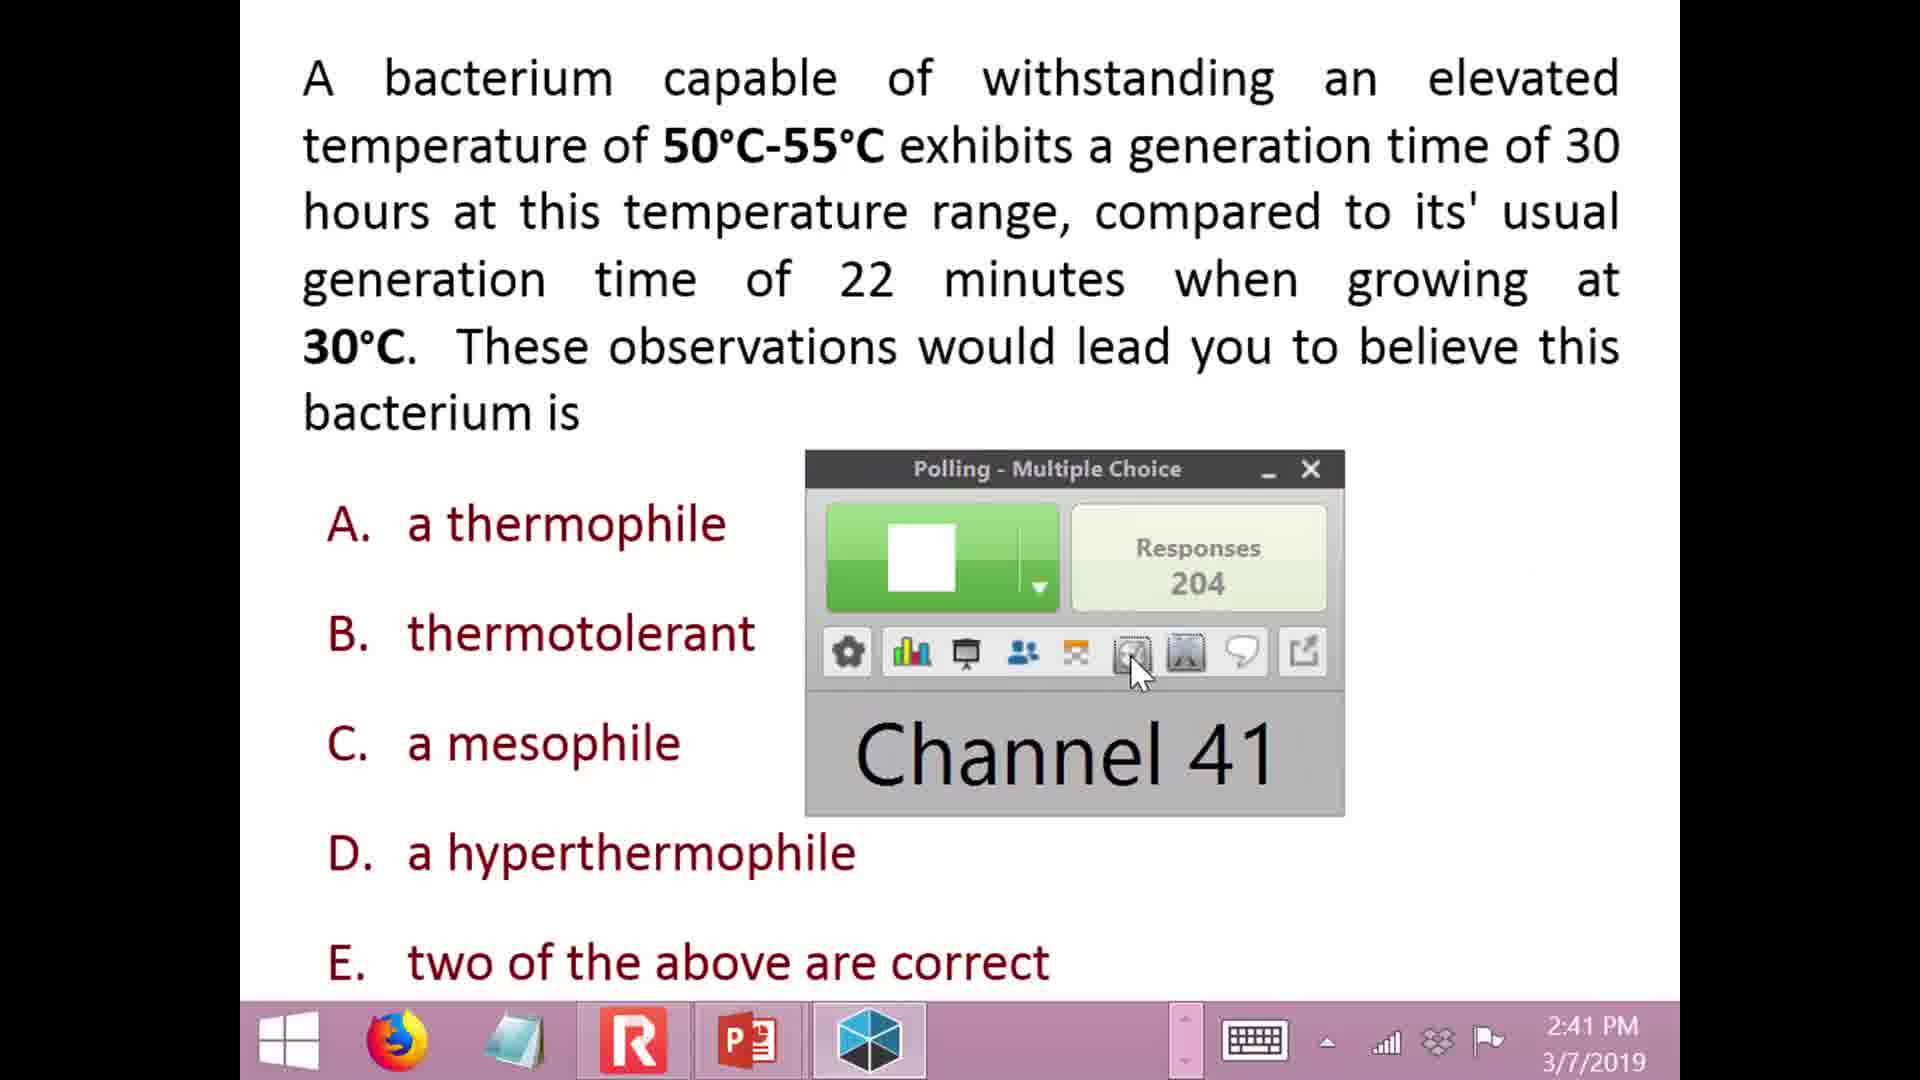 A bacterium capable of withstanding an elevated
temperature of 50°C-55°C exhibits a generation time of 30
hours at this temperature range, compared to its' usual
generation time of 22 minutes when growing at
30°C. These observations would lead you to believe this
bacterium is
Polling - Multiple Choice
A. a thermophile
Responses
204
B. thermotolerant
C. a mesophile
Channel 41
D. a hyperthermophile
E. two of the above are correct
2:41 PM
3/7/2019